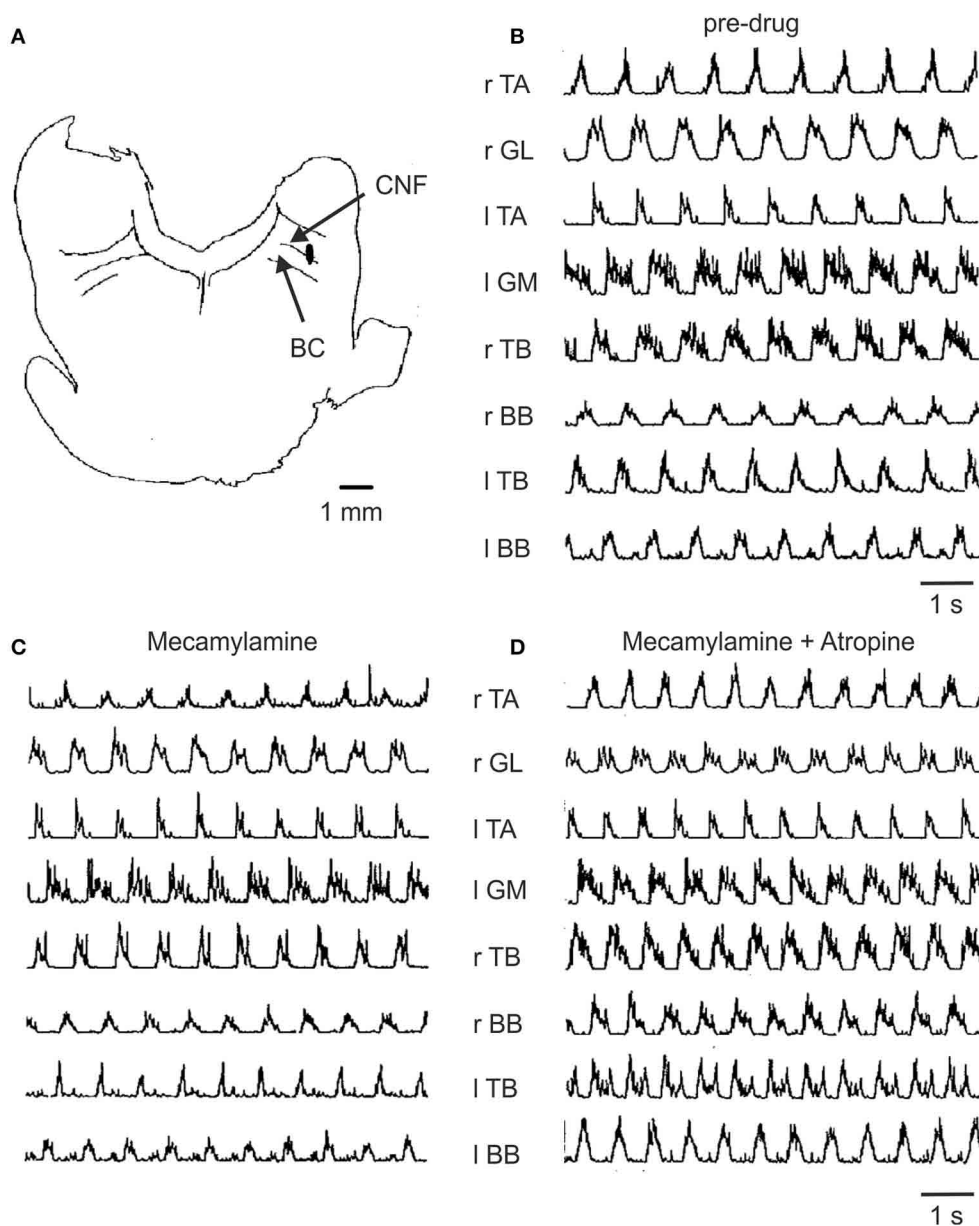 A
CNF
BC
1 mm
B
pre-drug
r TA
r GL
l TA
l GM
r TB
r BB
l TB
l BB
1 s
C
Mecamylamine
D
Mecamylamine + Atropine
r TA
r GL
l TA
l GM
r TB
r BB
l TB
l BB
1 s